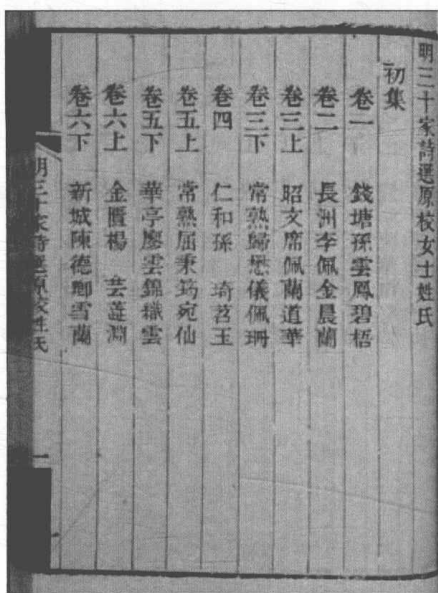 明三十家詩選原校女士姓氏
初集
卷一　錢塘孫雲鳳碧梧
卷二　長洲李佩金晨蘭
卷三上　昭文席佩蘭道華
卷三下　常熟歸懋儀佩珊
卷四　仁和孫　琦苕玉
卷五上　常熟屈秉筠宛仙
卷五下　華亭廖雲錦織雲
卷六上　金匱楊　芸蘂淵
卷六下　新城陳德卿雪蘭
明三十家詩選原校姓氏
一